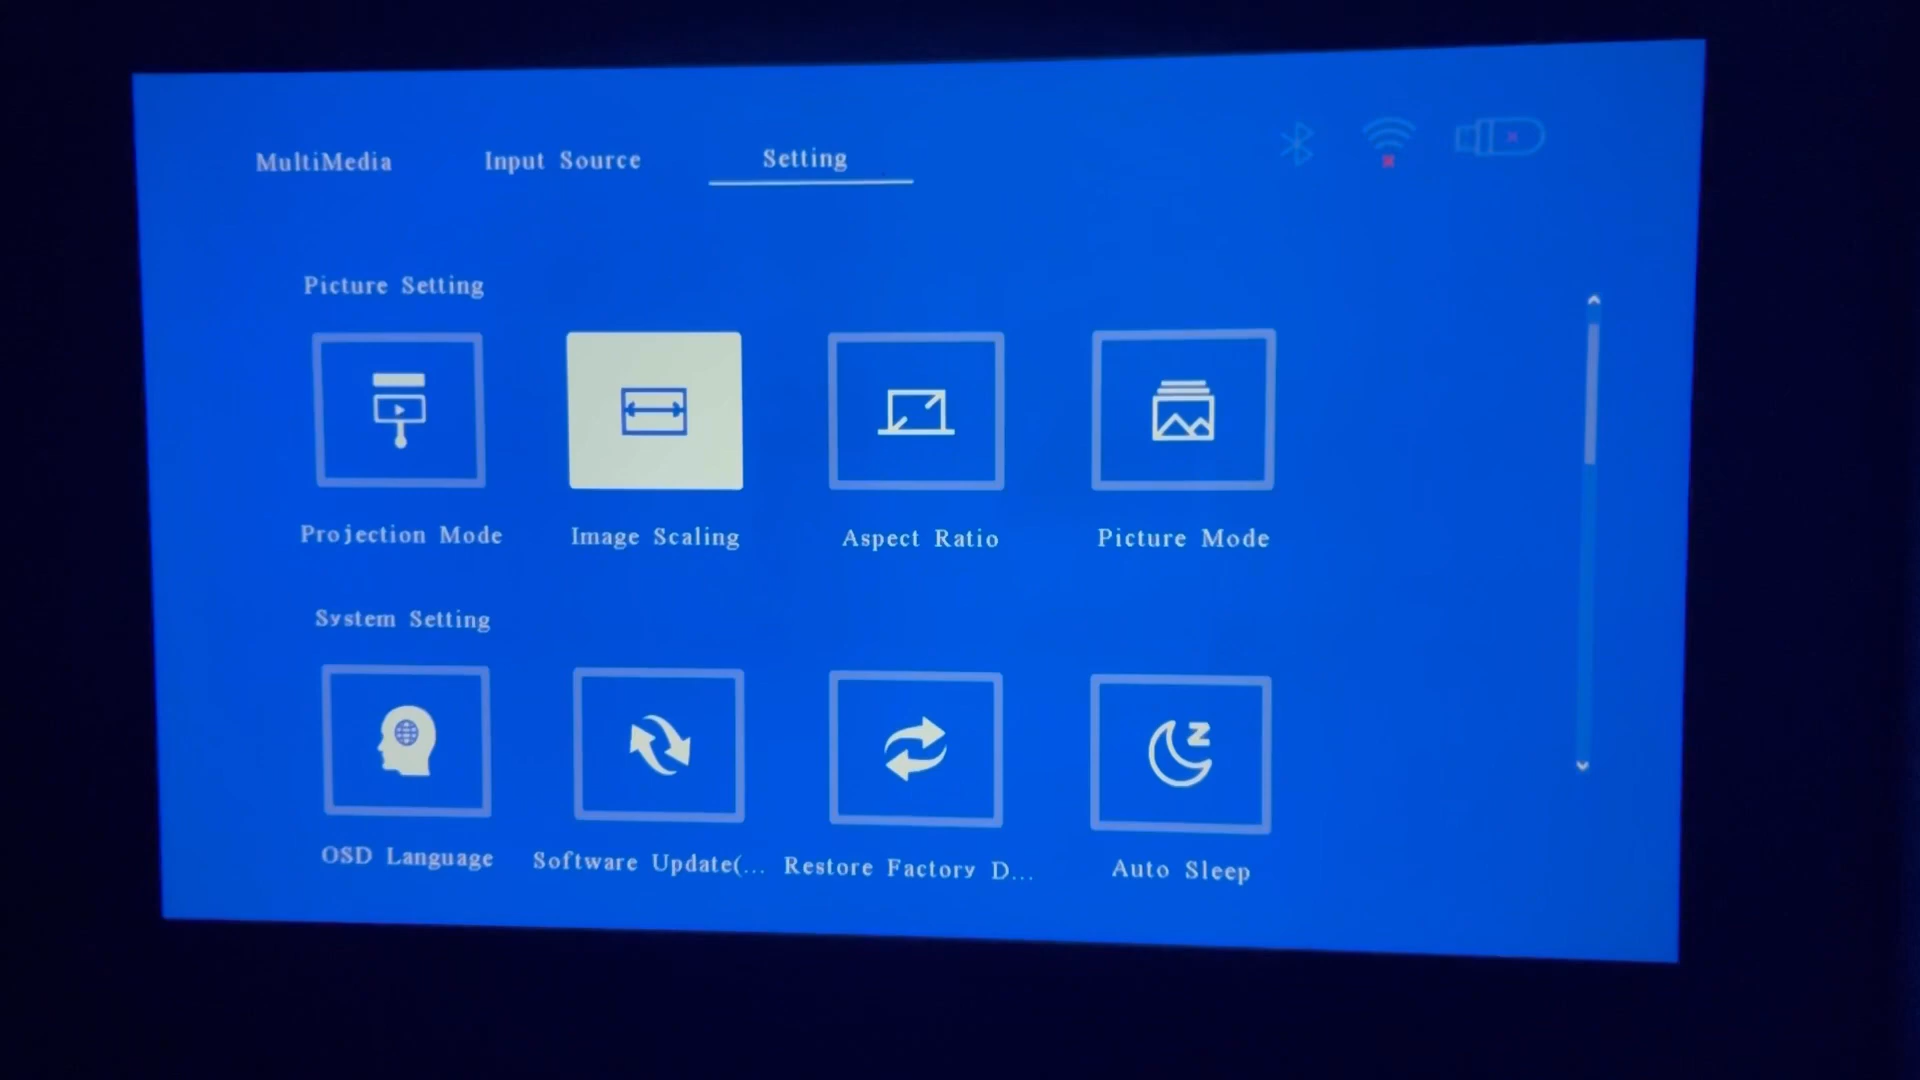 MultiMedia Input Source Setting
Picture Setting
Projection Mode Image Scaling Aspect Ratio Picture Mode
System Setting
OSD Language Software Update(... Restore Factory D... Auto Sleep